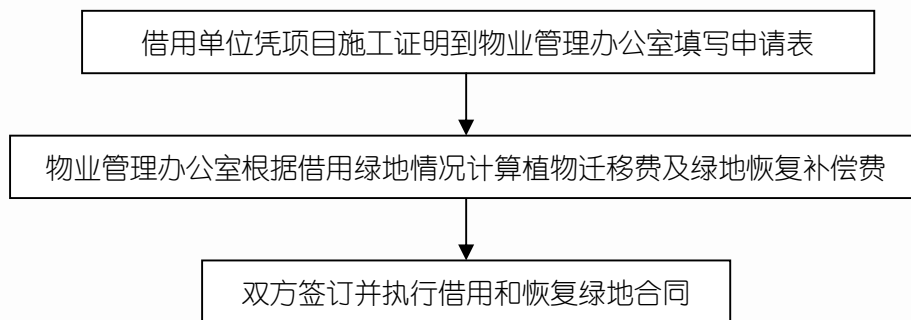 借用单位凭项目施工证明到物业管理办公室填写申请表
物业管理办公室根据借用绿地情况计算植物迁移费及绿地恢复补偿费
双方签订并执行借用和恢复绿地合同